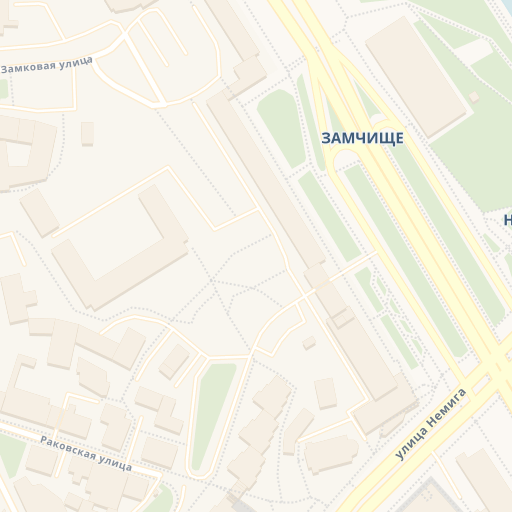 Замковая улица
ЗАМЧИЩЕ
Н
улица Немига
Раковская улица